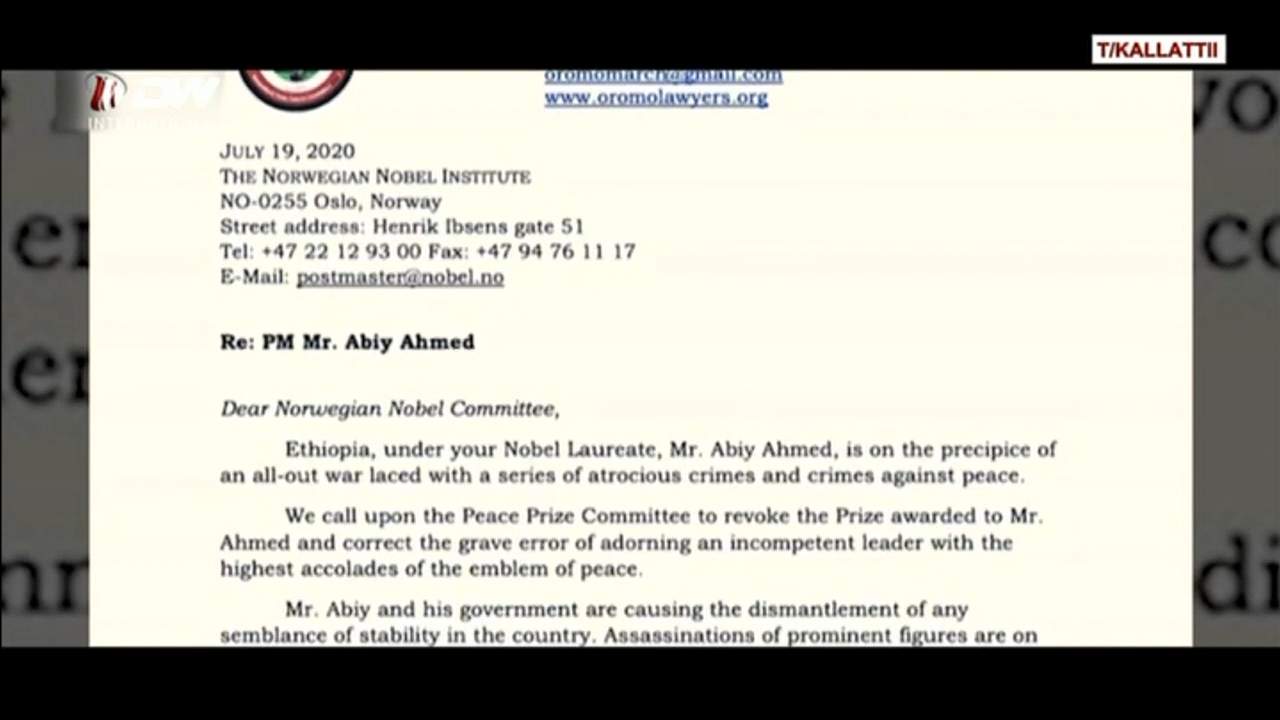 T/KALLATTII
DW
oromomarch@gmail.com
www.oromolawyers.org
JULY 19, 2020
THE NORWEGIAN NOBEL INSTITUTE
NO-0255 Oslo, Norway
Street address: Henrik Ibsens gate 51
Tel: +47 22 12 93 00 Fax: +47 94 76 11 17
E-Mail: postmaster@nobel.no
Re: PM Mr. Abiy Ahmed
Dear Norwegian Nobel Committee,
Ethiopia, under your Nobel Laureate, Mr. Abiy Ahmed, is on the precipice of
an all-out war laced with a series of atrocious crimes and crimes against peace.
We call upon the Peace Prize Committee to revoke the Prize awarded to Mr.
Ahmed and correct the grave error of adorning an incompetent leader with the
highest accolades of the emblem of peace.
Mr. Abiy and his government are causing the dismantlement of any
semblance of stability in the country. Assassinations of prominent figures are on